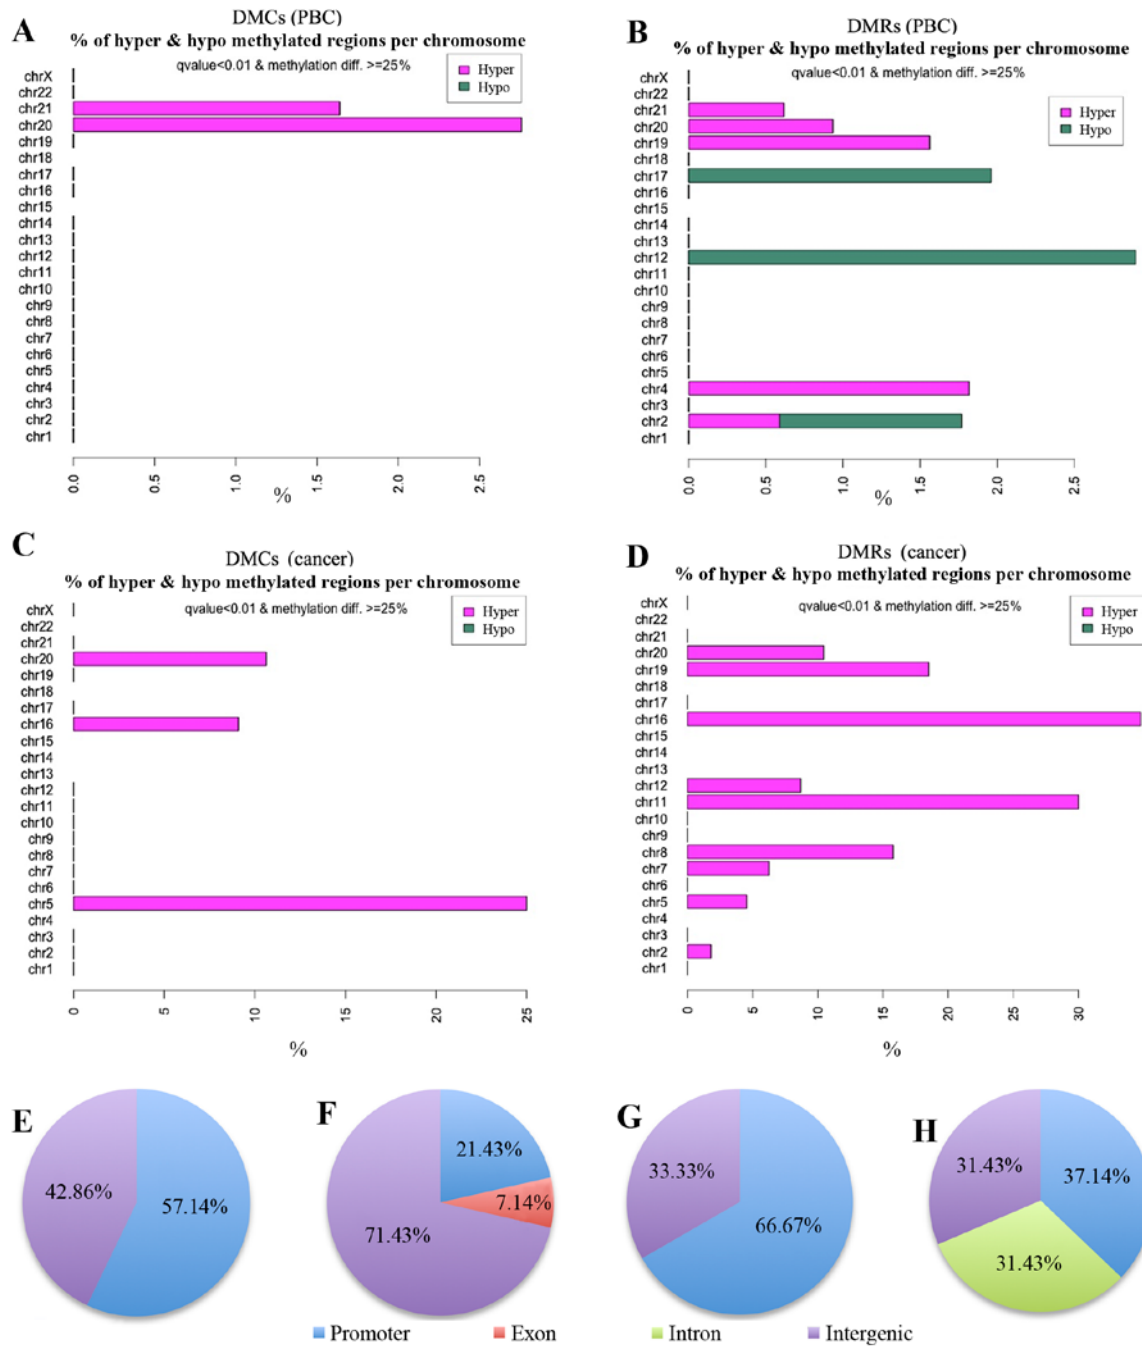 A
DMCs (PBC)
% of hyper & hypo methylated regions per chromosome
qvalue<0.01 & methylation diff. >=25%
Hyper
Hypo
chrX
chr22
chr21
chr20
chr19
chr18
chr17
chr16
chr15
chr14
chr13
chr12
chr11
chr10
chr9
chr8
chr7
chr6
chr5
chr4
chr3
chr2
chr1
0.0 0.5 1.0 1.5 2.0 2.5
%
B
DMRs (PBC)
% of hyper & hypo methylated regions per chromosome
qvalue<0.01 & methylation diff. >=25%
Hyper
Hypo
chrX
chr22
chr21
chr20
chr19
chr18
chr17
chr16
chr15
chr14
chr13
chr12
chr11
chr10
chr9
chr8
chr7
chr6
chr5
chr4
chr3
chr2
chr1
0.0 0.5 1.0 1.5 2.0 2.5
%
C
DMCs (cancer)
% of hyper & hypo methylated regions per chromosome
qvalue<0.01 & methylation diff. >=25%
Hyper
Hypo
chrX
chr22
chr21
chr20
chr19
chr18
chr17
chr16
chr15
chr14
chr13
chr12
chr11
chr10
chr9
chr8
chr7
chr6
chr5
chr4
chr3
chr2
chr1
0 5 10 15 20 25
%
D
DMRs (cancer)
% of hyper & hypo methylated regions per chromosome
qvalue<0.01 & methylation diff. >=25%
Hyper
Hypo
chrX
chr22
chr21
chr20
chr19
chr18
chr17
chr16
chr15
chr14
chr13
chr12
chr11
chr10
chr9
chr8
chr7
chr6
chr5
chr4
chr3
chr2
chr1
0 5 10 15 20 25 30
%
E
42.86%
57.14%
F
21.43%
7.14%
71.43%
G
33.33%
66.67%
H
31.43%
37.14%
31.43%
Promoter Exon Intron Intergenic